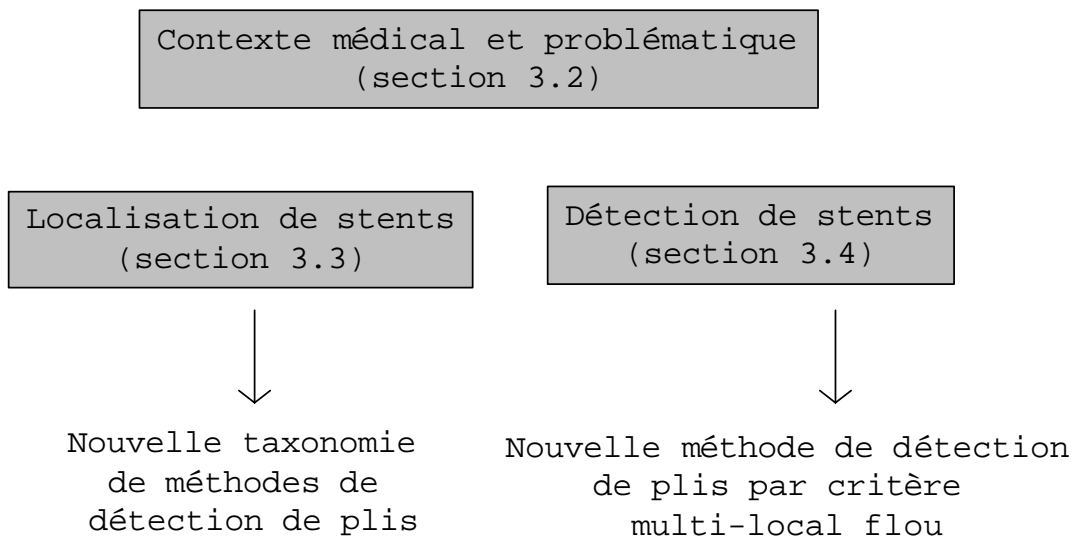 Contexte médical et problématique
(section 3.2)
Localisation de stents
(section 3.3)
Détection de stents
(section 3.4)
Nouvelle taxonomie
de méthodes de
détection de plis
Nouvelle méthode de détection
de plis par critère
multi-local flou